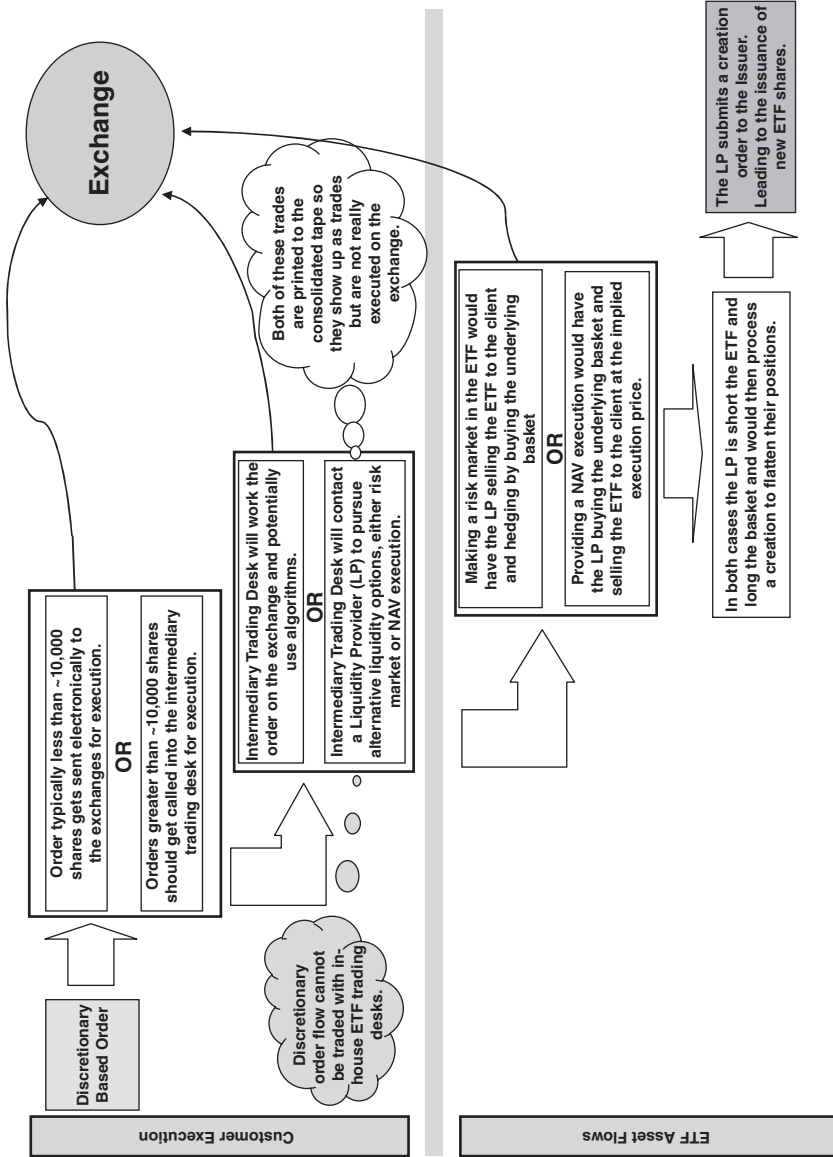 Customer Execution
Discretionary
Based Order
Order typically less than ~10,000
shares gets sent electronically to
the exchanges for execution.
OR
Orders greater than ~10,000 shares
should get called into the intermediary
trading desk for execution.
Exchange
Discretionary
order flow cannot
be traded with in-
house ETF trading
desks.
Intermediary Trading Desk will work the
order on the exchange and potentially
use algorithms.
OR
Intermediary Trading Desk will contact
a Liquidity Provider (LP) to pursue
alternative liquidity options, either risk
market or NAV execution.
Both of these trades
are printed to the
consolidated tape so
they show up as trades
but are not really
executed on the
exchange.
ETF Asset Flows
Making a risk market in the ETF would
have the LP selling the ETF to the client
and hedging by buying the underlying
basket
OR
Providing a NAV execution would have
the LP buying the underlying basket and
selling the ETF to the client at the implied
execution price.
In both cases the LP is short the ETF and
long the basket and would then process
a creation to flatten their positions.
The LP submits a creation
order to the Issuer.
Leading to the issuance of
new ETF shares.